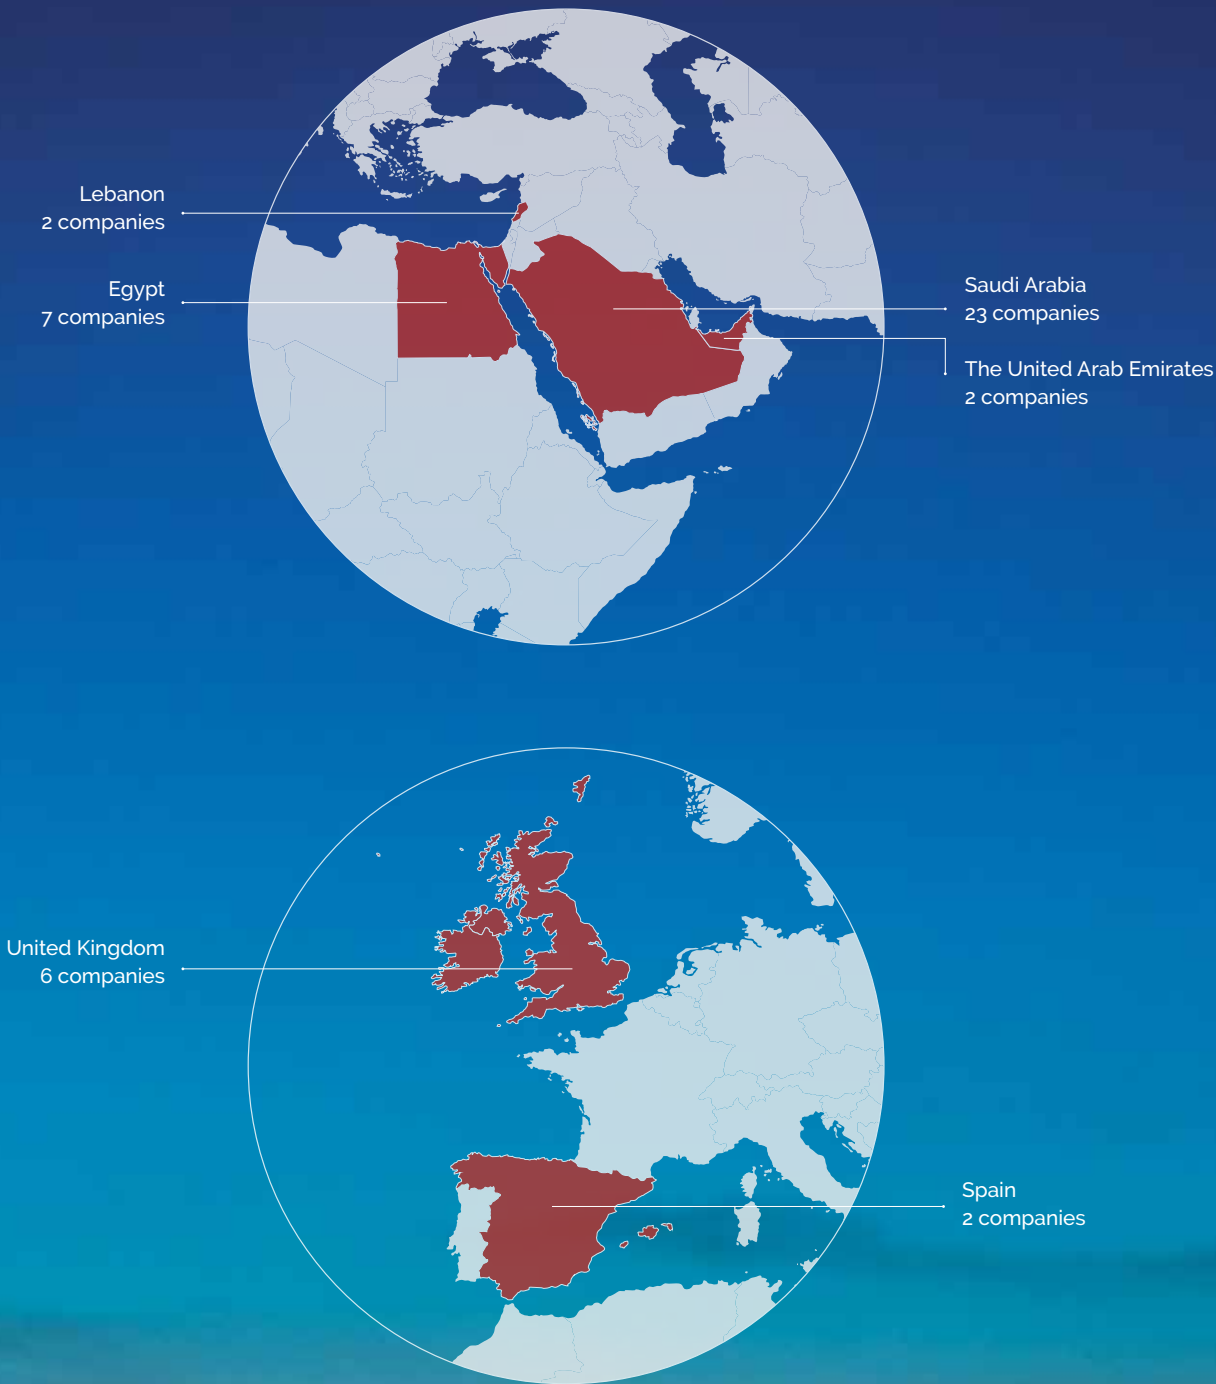 Lebanon
2 companies
Egypt
7 companies
Saudi Arabia
23 companies
The United Arab Emirates
2 companies
United Kingdom
6 companies
Spain
2 companies